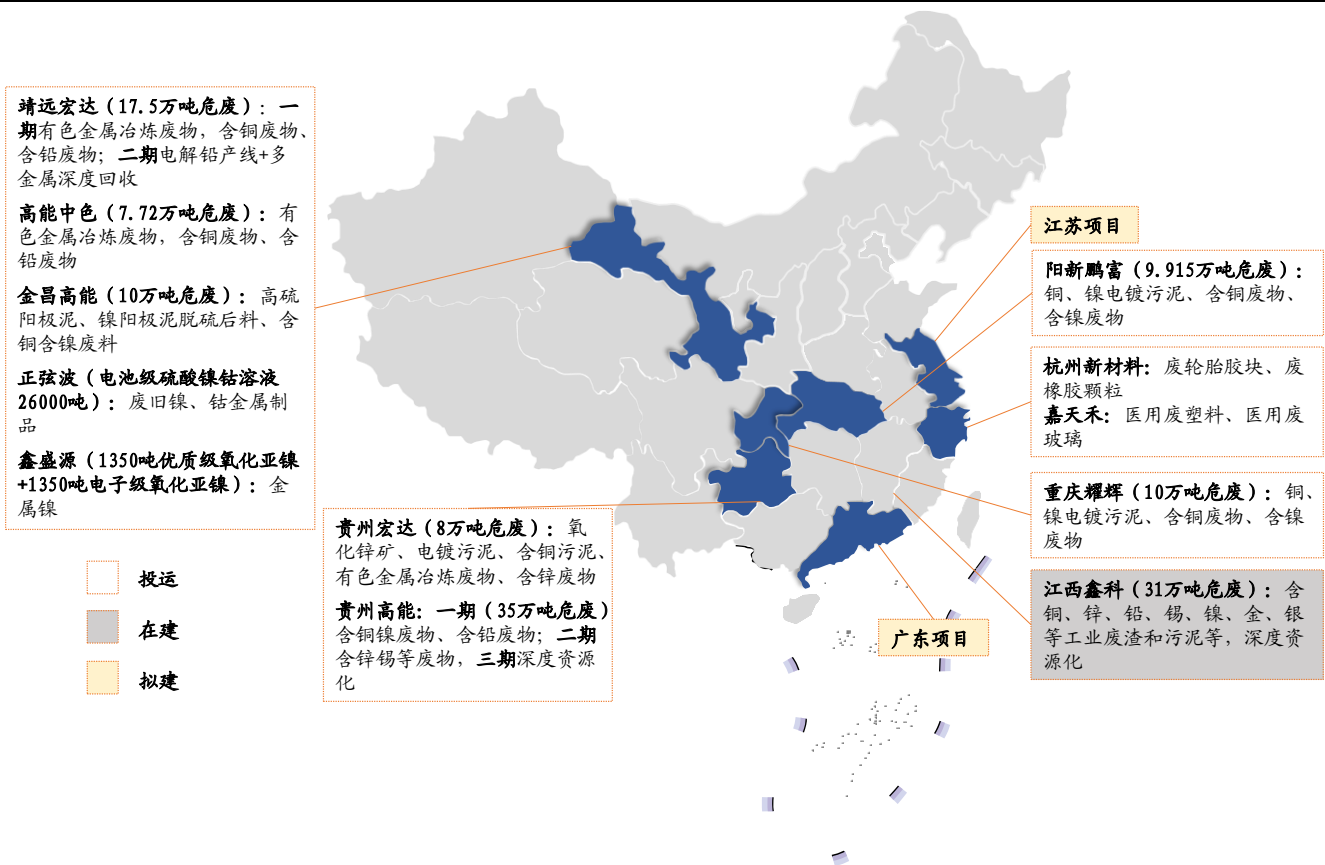 靖远宏达（17.5万吨危废）：一
期有色金属冶炼废物，含铜废物、
含铅废物；二期电解铅产线+多
金属深度回收
高能中色（7.72万吨危废）：有
色金属冶炼废物，含铜废物、含
铅废物
金昌高能（10万吨危废）：高硫
阳极泥、镍阳极泥脱硫后料、含
铜含镍废料
正弦波（电池级硫酸镍钴溶液
26000吨）：废旧镍、钴金属制
品
鑫盛源（1350吨优质级氧化亚镍
+1350吨电子级氧化亚镍）：金
属镍
投运
在建
拟建
贵州宏达（8万吨危废）：氧
化锌矿、电镀污泥、含铜污泥、
有色金属冶炼废物、含锌废物
贵州高能：一期（35万吨危废）
含铜镍废物、含铅废物；二期
含锌锡等废物，三期深度资源
化
江苏项目
阳新鹏富（9.915万吨危废）：
铜、镍电镀污泥、含铜废物、
含镍废物
杭州新材料：废轮胎胶块、废
橡胶颗粒
嘉天禾：医用废塑料、医用废
玻璃
重庆耀辉（10万吨危废）：铜、
镍电镀污泥、含铜废物、含镍
废物
江西鑫科（31万吨危废）：含
铜、锌、铅、锡、镍、金、银
等工业废渣和污泥等，深度资
源化
广东项目